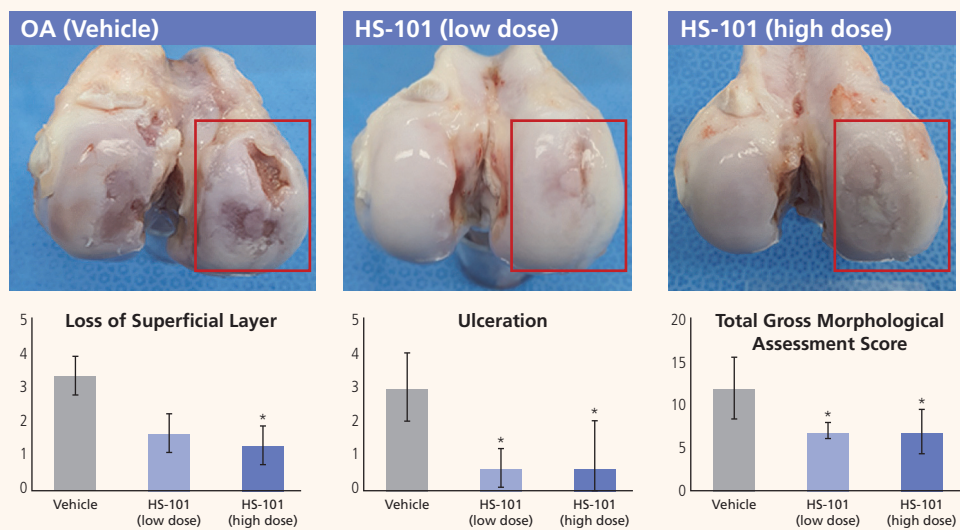 OA (Vehicle)
HS-101 (low dose)
HS-101 (high dose)
Loss of Superficial Layer
5
4
3
2
1
0
*
Vehicle
HS-101
(low dose)
HS-101
(high dose)
Ulceration
5
4
3
2
1
0
*
*
Vehicle
HS-101
(low dose)
HS-101
(high dose)
Total Gross Morphological
Assessment Score
20
15
10
5
0
*
*
Vehicle
HS-101
(low dose)
HS-101
(high dose)